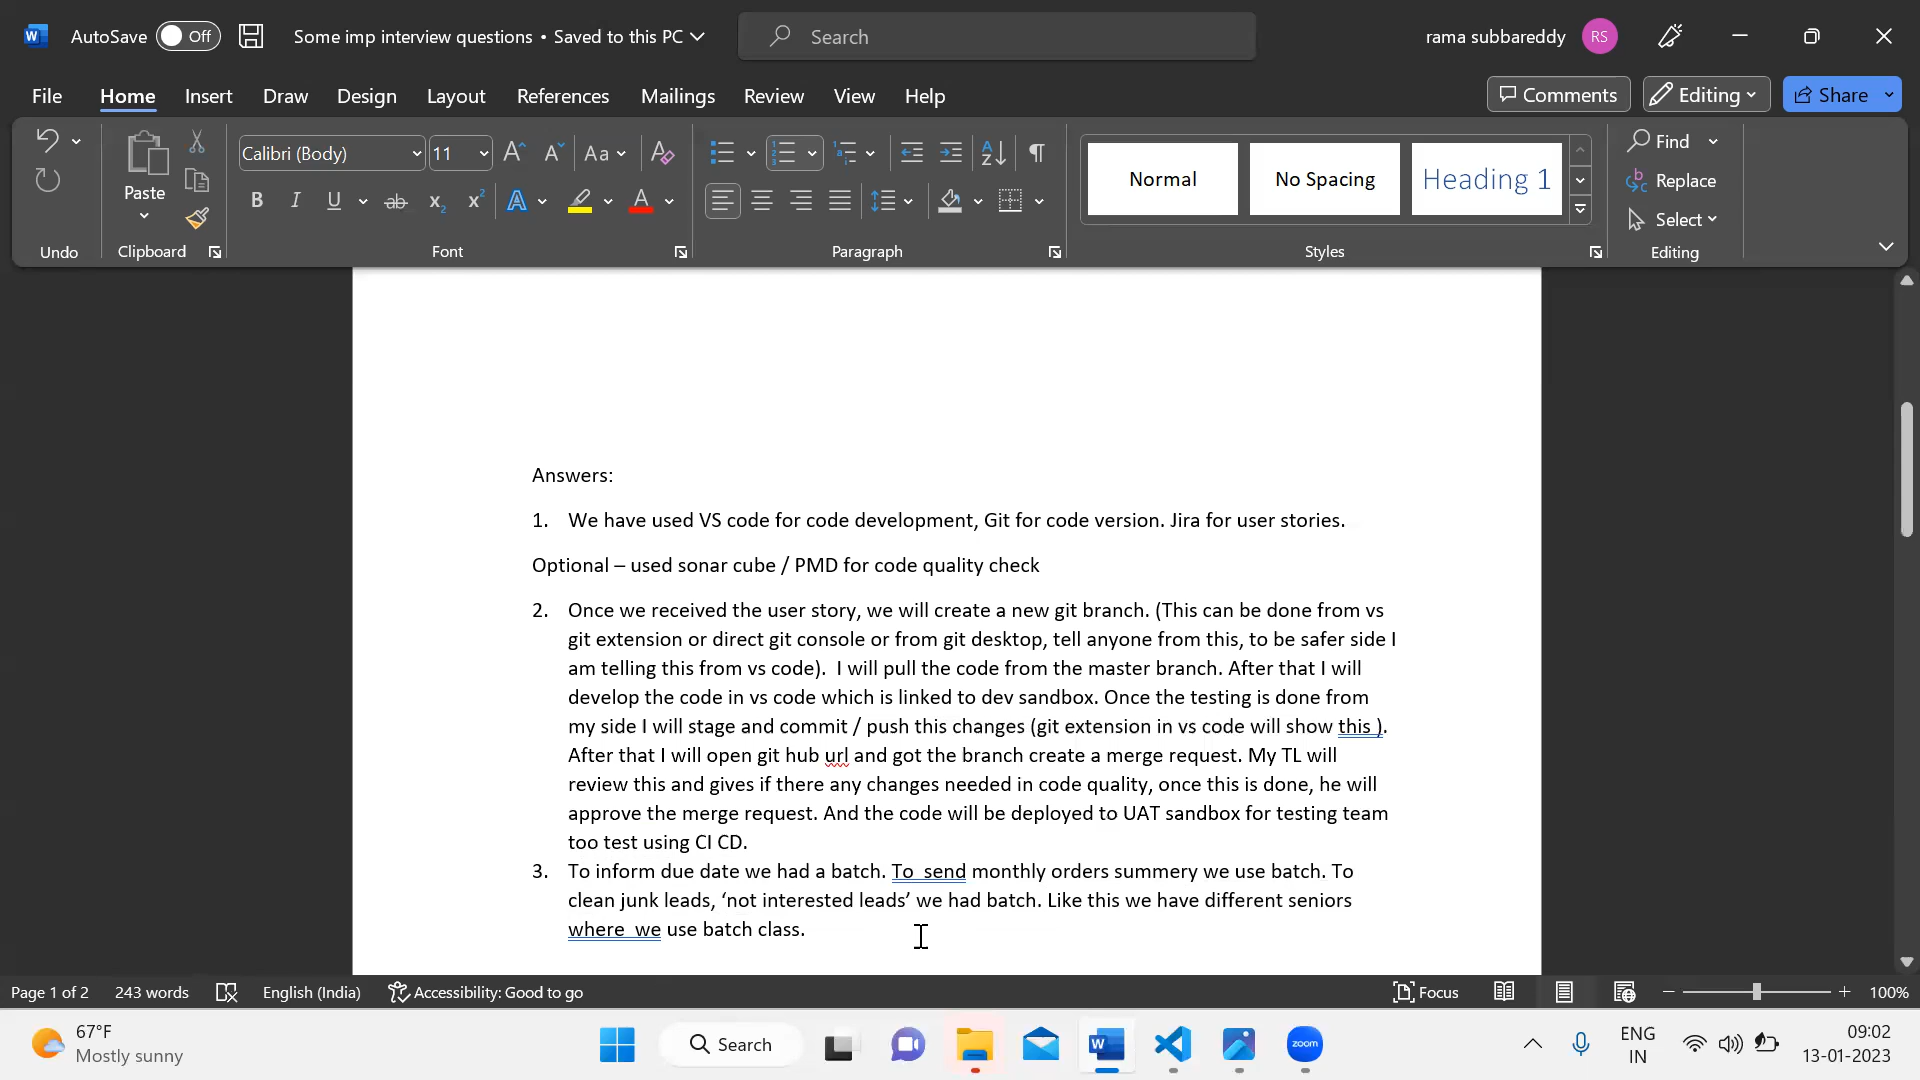 AutoSave Off Some imp interview questions • Saved to this PC Search rama subbareddy RS
File Home Insert Draw Design Layout References Mailings Review View Help Comments Editing Share
Paste Calibri (Body) 11 Aa Normal No Spacing Heading 1 Find Replace Select
Undo Clipboard Font Paragraph Styles Editing
Answers:
1. We have used VS code for code development, Git for code version. Jira for user stories.
Optional – used sonar cube / PMD for code quality check
2. Once we received the user story, we will create a new git branch. (This can be done from vs
git extension or direct git console or from git desktop, tell anyone from this, to be safer side I
am telling this from vs code).  I will pull the code from the master branch. After that I will
develop the code in vs code which is linked to dev sandbox. Once the testing is done from
my side I will stage and commit / push this changes (git extension in vs code will show this ).
After that I will open git hub url and got the branch create a merge request. My TL will
review this and gives if there any changes needed in code quality, once this is done, he will
approve the merge request. And the code will be deployed to UAT sandbox for testing team
too test using CI CD.
3. To inform due date we had a batch. To  send monthly orders summery we use batch. To
clean junk leads, ‘not interested leads’ we had batch. Like this we have different seniors
where  we use batch class.
Page 1 of 2 243 words English (India) Accessibility: Good to go Focus 100%
67°F
Mostly sunny
Search
zoom
ENG
IN
09:02
13-01-2023